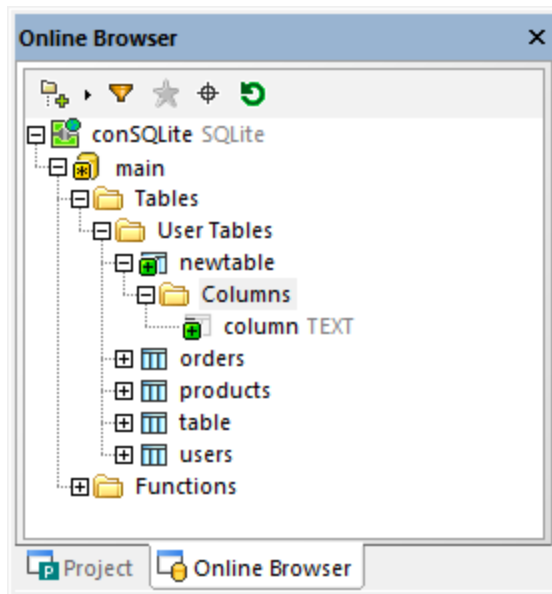 Online Browser
conSQLite SQLite
main
Tables
User Tables
newtable
Columns
column TEXT
orders
products
table
users
Functions
Project Online Browser